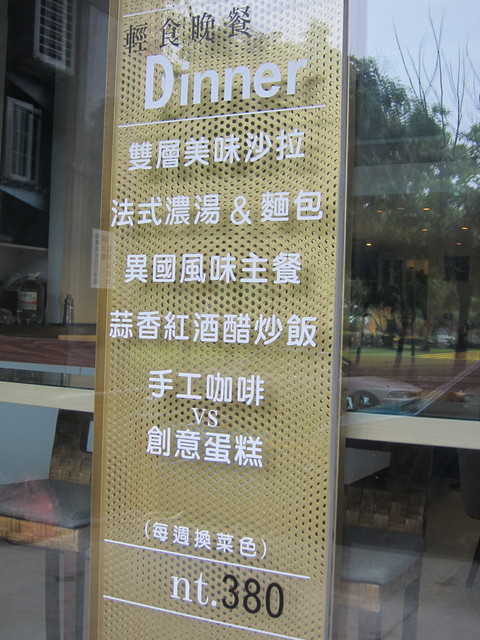 輕食晚餐
Dinner
雙層美味沙拉
法式濃湯 & 麵包
異國風味主餐
蒜香紅酒醋炒飯
手工咖啡
VS
創意蛋糕
(每週換菜色)
nt.380